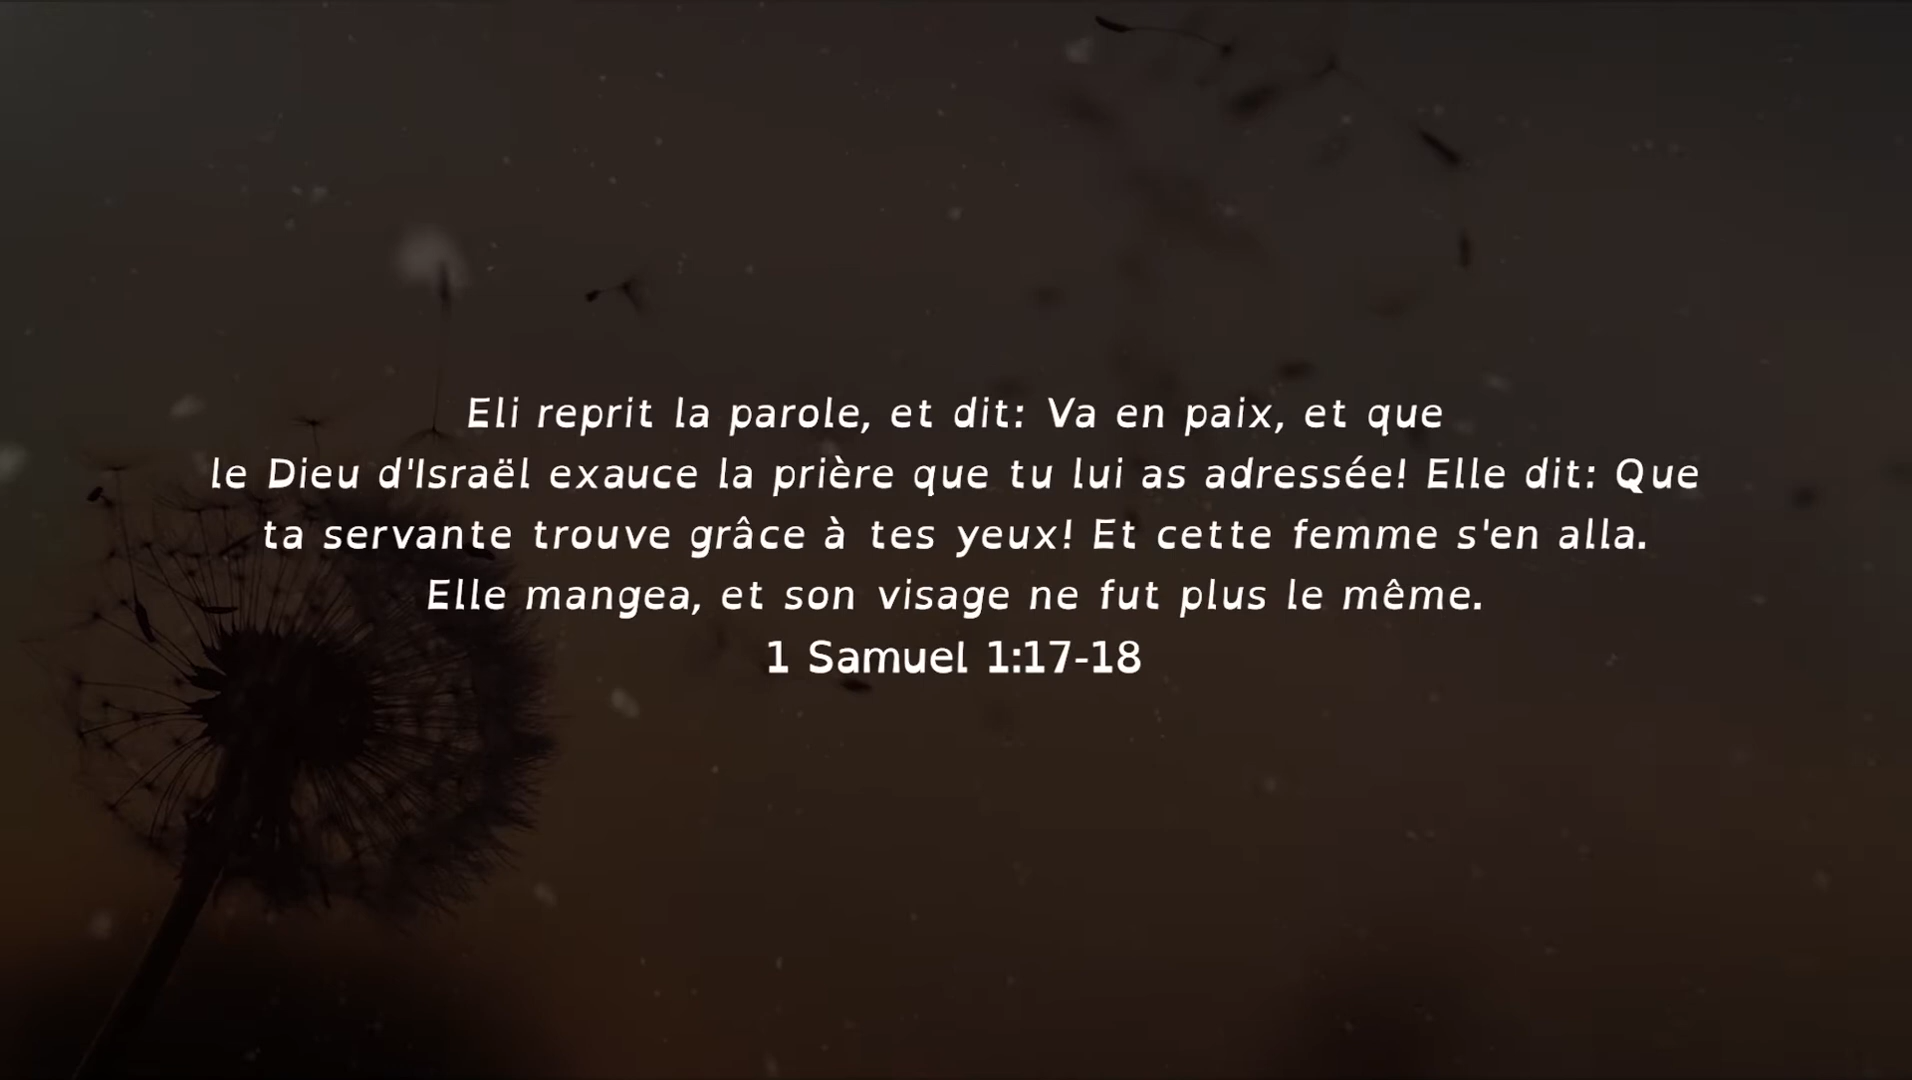 Eli reprit la parole, et dit: Va en paix, et que
le Dieu d'Israël exauce la prière que tu lui as adressée! Elle dit: Que
ta servante trouve grâce à tes yeux! Et cette femme s'en alla.
Elle mangea, et son visage ne fut plus le même.
1 Samuel 1:17-18